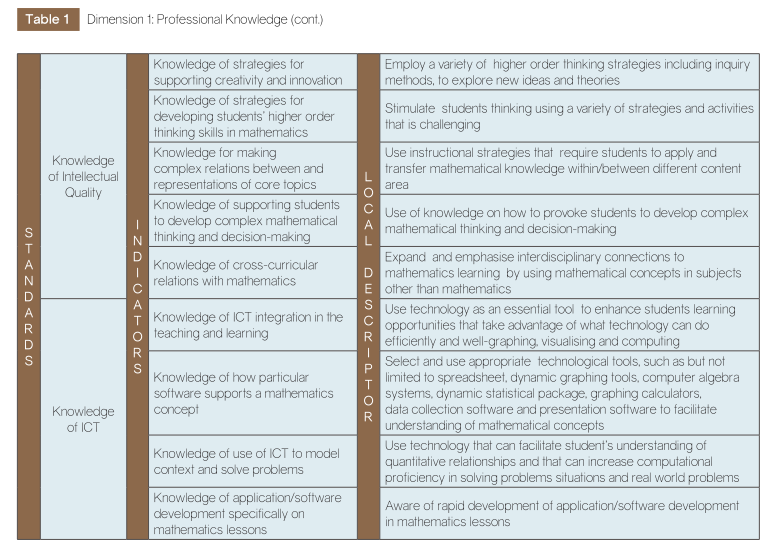 Table 1
Dimension 1: Professional Knowledge (cont.)
STANDARDS
Knowledge
of Intellectual
Quality
INDICATORS
Knowledge of strategies for
supporting creativity and innovation
LOCAL DESCRIPTOR
Employ a variety of higher order thinking strategies including inquiry
methods, to explore new ideas and theories
Knowledge of strategies for
developing students' higher order
thinking skills in mathematics
Stimulate students thinking using a variety of strategies and activities
that is challenging
Knowledge for making
complex relations between and
representations of core topics
Use instructional strategies that require students to apply and
transfer mathematical knowledge within/between different content
area
Knowledge of supporting students
to develop complex mathematical
thinking and decision-making
Use of knowledge on how to provoke students to develop complex
mathematical thinking and decision-making
Knowledge of cross-curricular
relations with mathematics
Expand and emphasise interdisciplinary connections to
mathematics learning by using mathematical concepts in subjects
other than mathematics
Knowledge
of ICT
Knowledge of ICT integration in the
teaching and learning
Use technology as an essential tool to enhance students learning
opportunities that take advantage of what technology can do
efficiently and well-graphing, visualising and computing
Knowledge of how particular
software supports a mathematics
concept
Select and use appropriate technological tools, such as but not
limited to spreadsheet, dynamic graphing tools, computer algebra
systems, dynamic statistical package, graphing calculators,
data collection software and presentation software to facilitate
understanding of mathematical concepts
Knowledge of use of ICT to model
context and solve problems
Use technology that can facilitate student's understanding of
quantitative relationships and that can increase computational
proficiency in solving problems situations and real world problems
Knowledge of application/software
development specifically on
mathematics lessons
Aware of rapid development of application/software development
in mathematics lessons